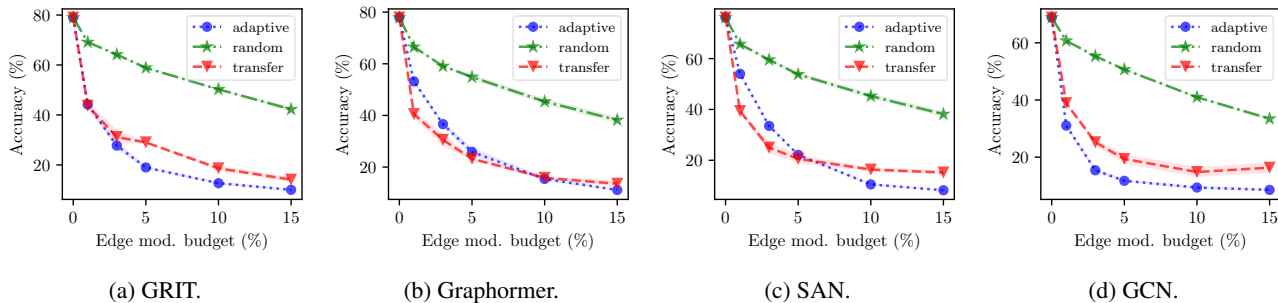 80
60
40
20
Accuracy (%)
adaptive
random
transfer
0 5 10 15
Edge mod. budget (%)
(a) GRIT.
80
60
40
20
Accuracy (%)
adaptive
random
transfer
0 5 10 15
Edge mod. budget (%)
(b) Graphormer.
60
40
20
Accuracy (%)
adaptive
random
transfer
0 5 10 15
Edge mod. budget (%)
(c) SAN.
60
40
20
Accuracy (%)
adaptive
random
transfer
0 5 10 15
Edge mod. budget (%)
(d) GCN.